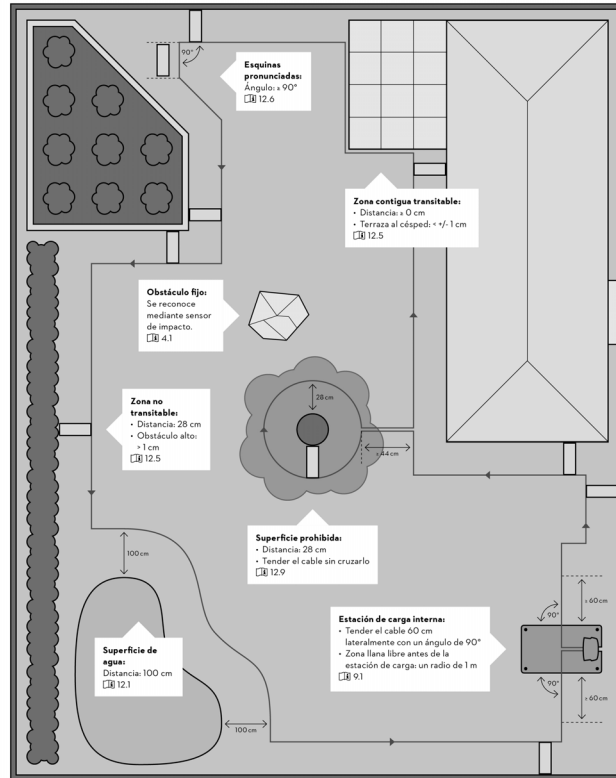 90°
Esquinas
pronunciadas:
Ángulo: ≥ 90°
12.6
Zona contigua transitable:
• Distancia: ≥ 0 cm
• Terraza al césped: < +/- 1 cm
12.5
Obstáculo fijo:
Se reconoce
mediante sensor
de impacto.
4.1
28 cm
Zona no
transitable:
• Distancia: 28 cm
• Obstáculo alto:
> 1 cm
12.5
≥ 44 cm
Superficie prohibida:
• Distancia: 28 cm
• Tender el cable sin cruzarlo
12.9
100 cm
≥ 60 cm
90°
Estación de carga interna:
• Tender el cable 60 cm
lateralmente con un ángulo de 90°
• Zona llana libre antes de la
estación de carga: un radio de 1 m
9.1
Superficie de
agua:
Distancia: 100 cm
12.1
90°
≥ 60 cm
100 cm